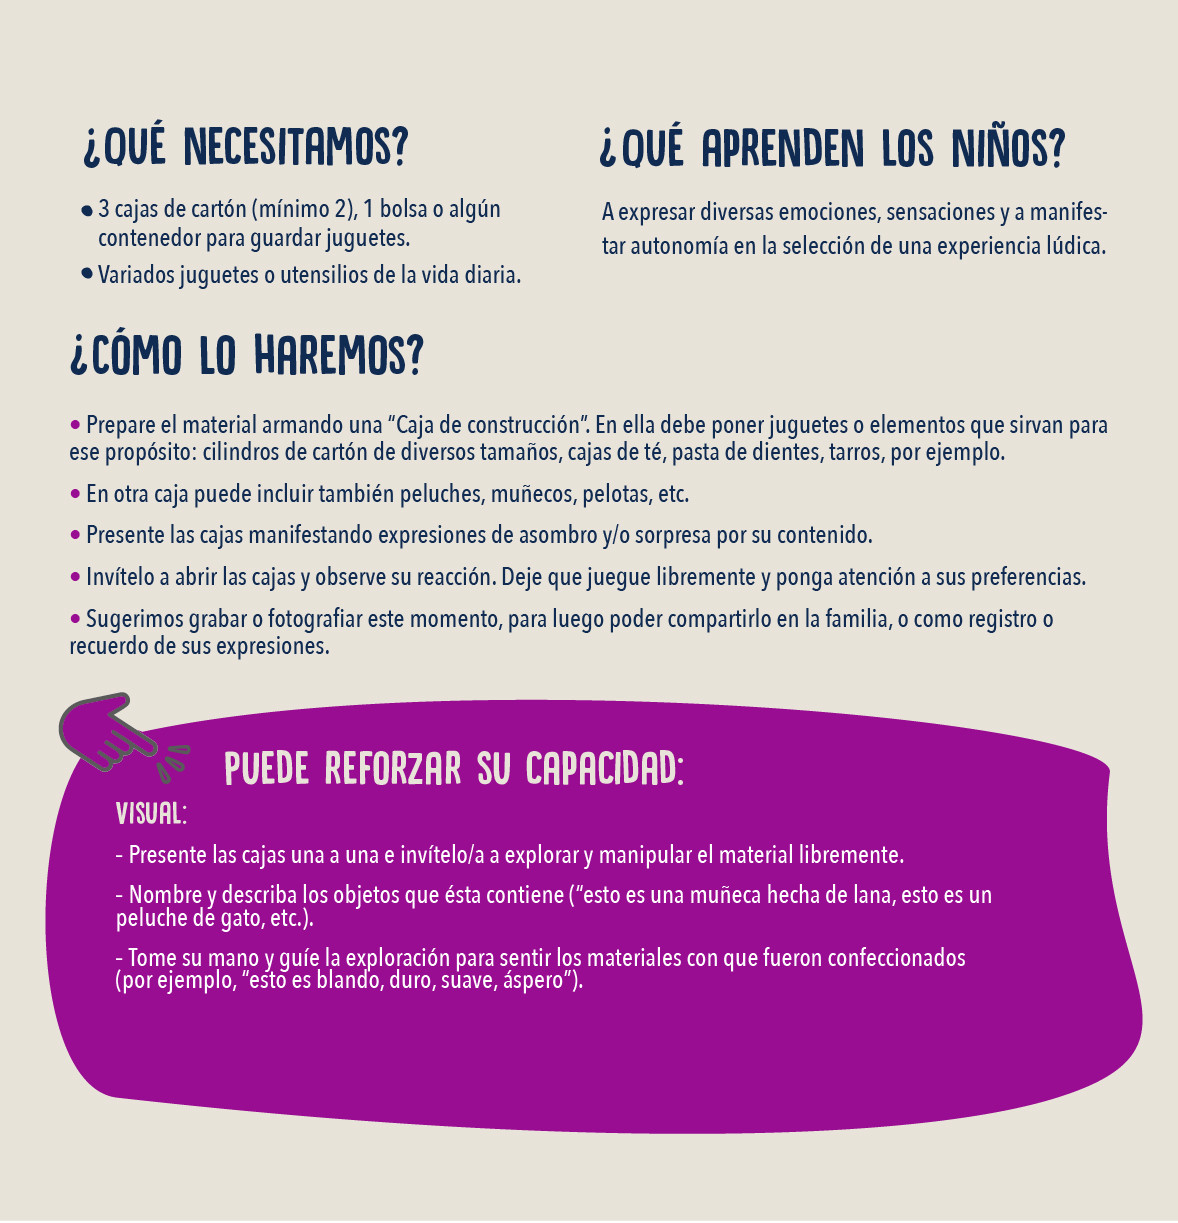 ¿QUÉ NECESITAMOS?
• 3 cajas de cartón (mínimo 2), 1 bolsa o algún
contenedor para guardar juguetes.
• Variados juguetes o utensilios de la vida diaria.
¿QUÉ APRENDEN LOS NIÑOS?
A expresar diversas emociones, sensaciones y a manifes-
tar autonomía en la selección de una experiencia lúdica.
¿CÓMO LO HAREMOS?
• Prepare el material armando una “Caja de construcción“. En ella debe poner juguetes o elementos que sirvan para
ese propósito: cilindros de cartón de diversos tamaños, cajas de té, pasta de dientes, tarros, por ejemplo.
• En otra caja puede incluir también peluches, muñecos, pelotas, etc.
• Presente las cajas manifestando expresiones de asombro y/o sorpresa por su contenido.
• Invítelo a abrir las cajas y observe su reacción. Deje que juegue libremente y ponga atención a sus preferencias.
• Sugerimos grabar o fotografiar este momento, para luego poder compartirlo en la familia, o como registro o
recuerdo de sus expresiones.
PUEDE REFORZAR SU CAPACIDAD:
VISUAL:
- Presente las cajas una a una e invítelo/a a explorar y manipular el material libremente.
- Nombre y describa los objetos que ésta contiene (“esto es una muñeca hecha de lana, esto es un
peluche de gato, etc.).
- Tome su mano y guíe la exploración para sentir los materiales con que fueron confeccionados
(por ejemplo, “esto es blando, duro, suave, áspero”).